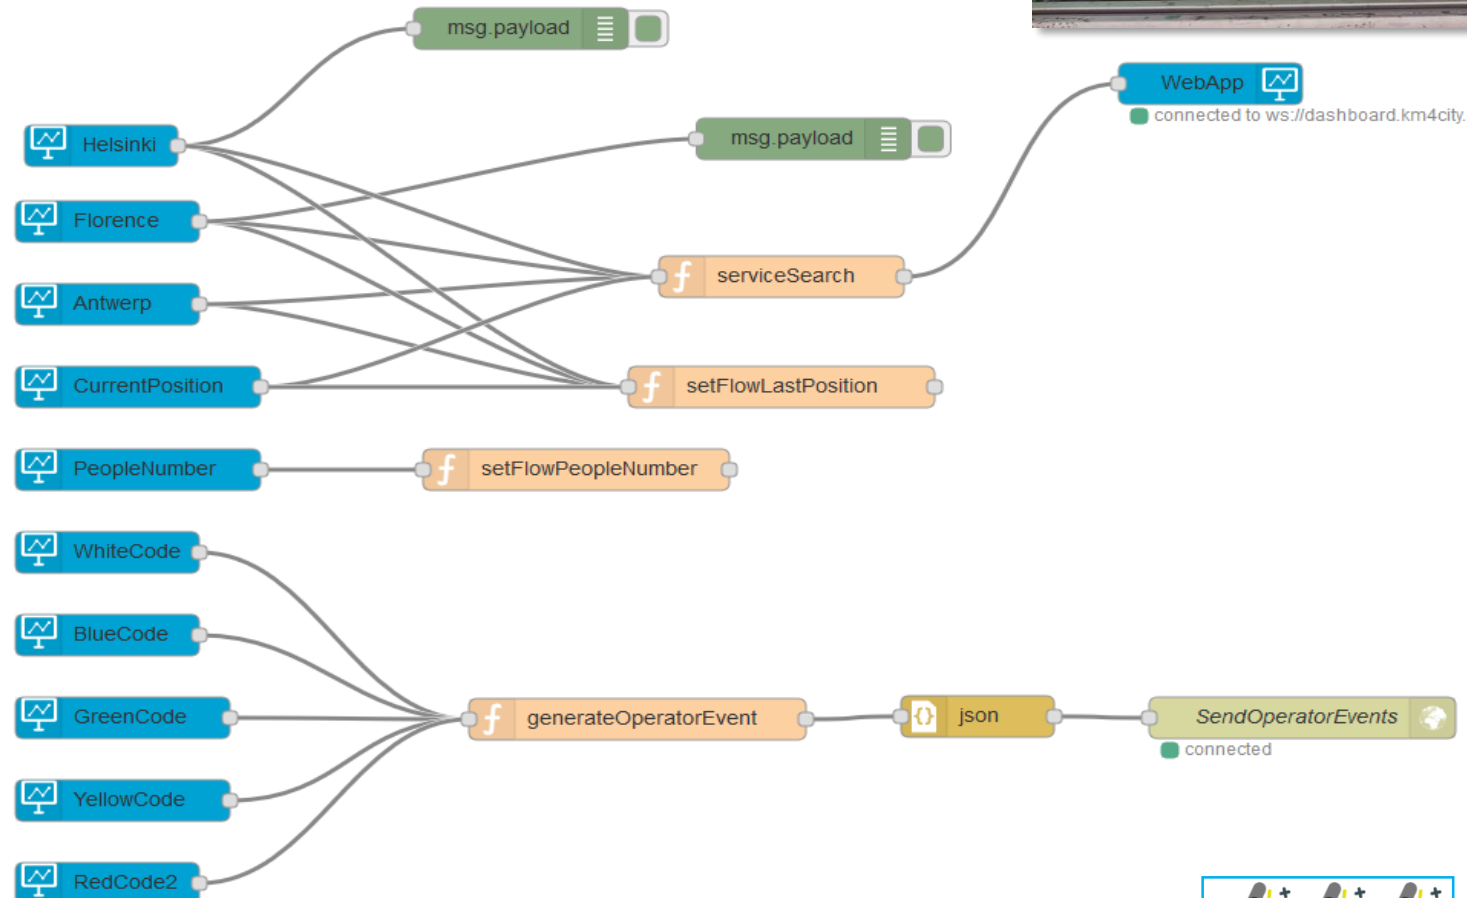 msg.payload
WebApp
connected to ws://dashboard.km4city.
msg.payload
Helsinki
Florence
serviceSearch
Antwerp
CurrentPosition
setFlowLastPosition
PeopleNumber
setFlowPeopleNumber
WhiteCode
BlueCode
GreenCode
generateOperatorEvent
{} json
SendOperatorEvents
connected
YellowCode
RedCode2